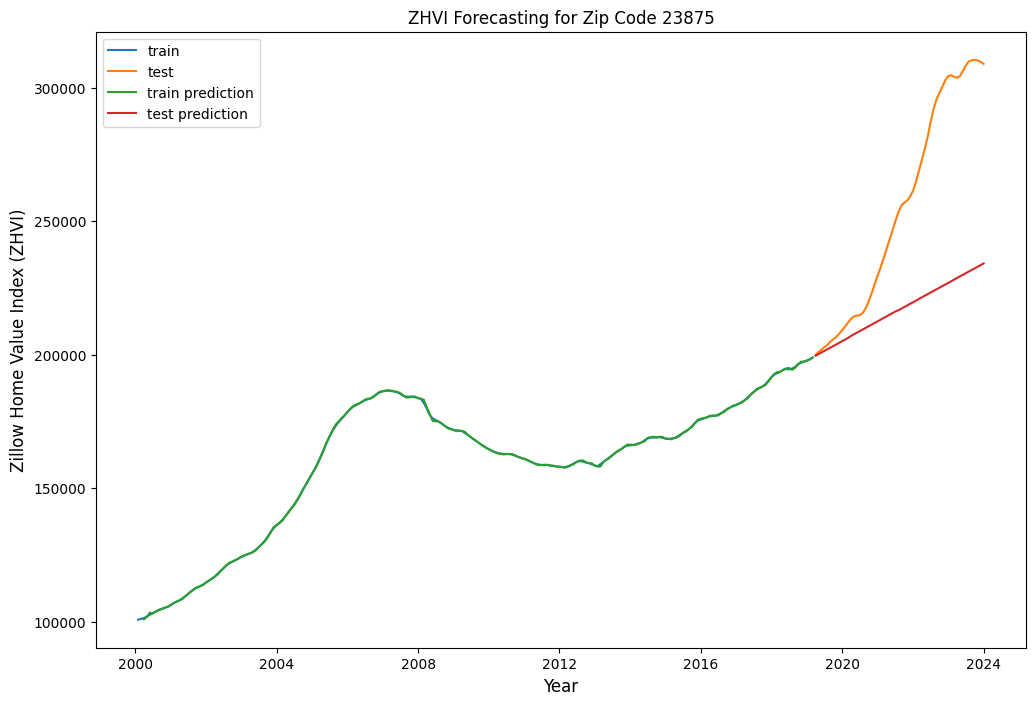 ZHVI Forecasting for Zip Code 23875
train
test
train prediction
test prediction
Zillow Home Value Index (ZHVI)
300000
250000
200000
150000
100000
2000 2004 2008 2012 2016 2020 2024
Year